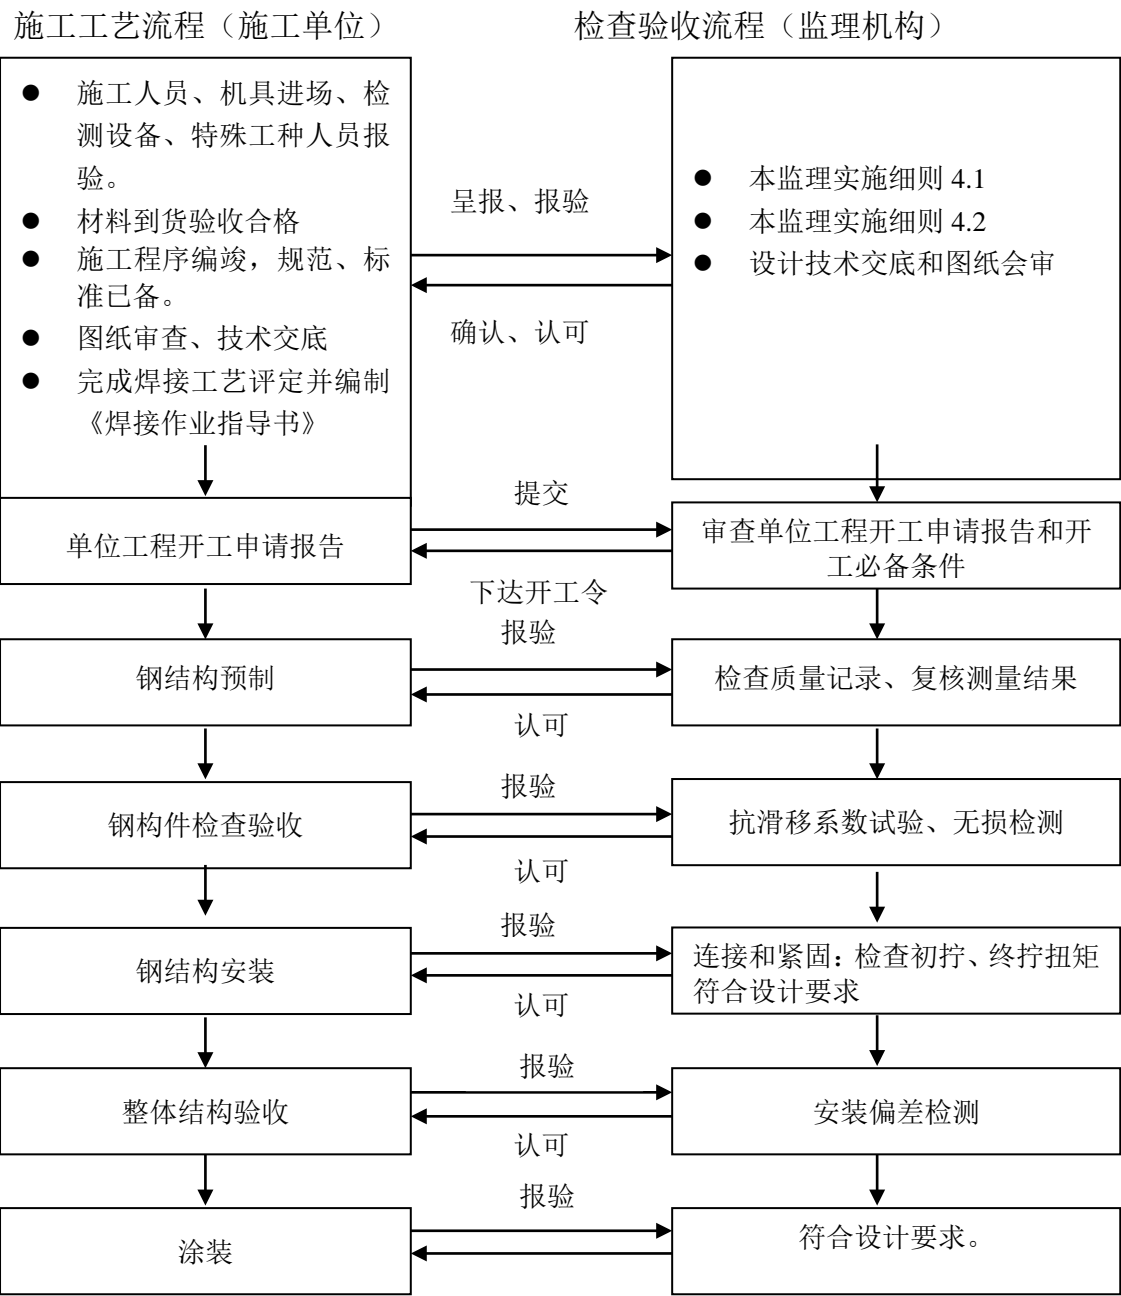 施工工艺流程（施工单位）
检查验收流程（监理机构）
● 施工人员、机具进场、检
测设备、特殊工种人员报
验。
● 材料到货验收合格
● 施工程序编竣，规范、标
准已备。
● 图纸审查、技术交底
● 完成焊接工艺评定并编制
《焊接作业指导书》
呈报、报验
确认、认可
● 本监理实施细则 4.1
● 本监理实施细则 4.2
● 设计技术交底和图纸会审
单位工程开工申请报告
提交
下达开工令
审查单位工程开工申请报告和开
工必备条件
钢结构预制
报验
认可
检查质量记录、复核测量结果
钢构件检查验收
报验
认可
抗滑移系数试验、无损检测
钢结构安装
报验
认可
连接和紧固：检查初拧、终拧扭矩
符合设计要求
整体结构验收
报验
认可
安装偏差检测
涂装
报验
符合设计要求。